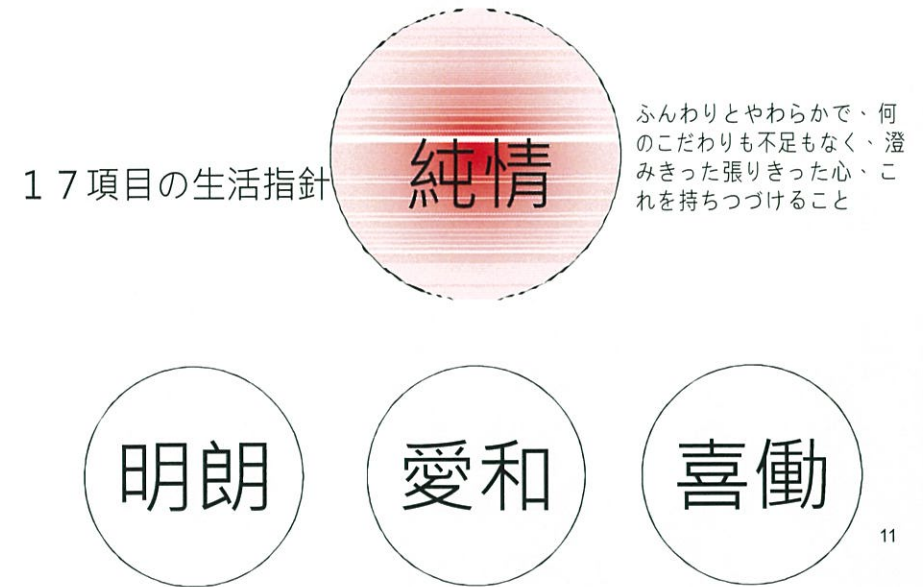 17項目の生活指針
純情
ふんわりとやわらかで、何
のこだわりも不足もなく、澄
みきった張りきった心、こ
れを持ちつづけること
明朗
愛和
喜働
11